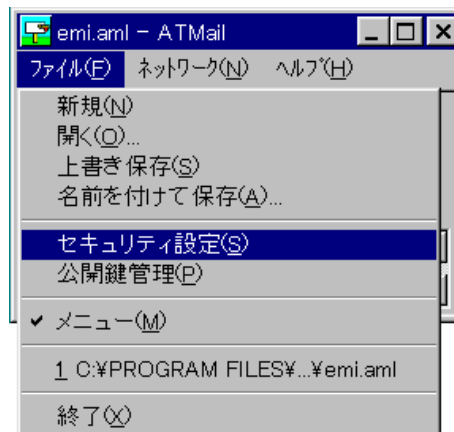 emi.aml - ATMail
ファイル(F) ネットワーク(N) ヘルプ(H)
新規(N)
開く(O)...
上書き保存(S)
名前を付けて保存(A)...
セキュリティ設定(S)
公開鍵管理(P)
✔ メニュー(M)
1 C:¥PROGRAM FILES¥...¥emi.aml
終了(X)